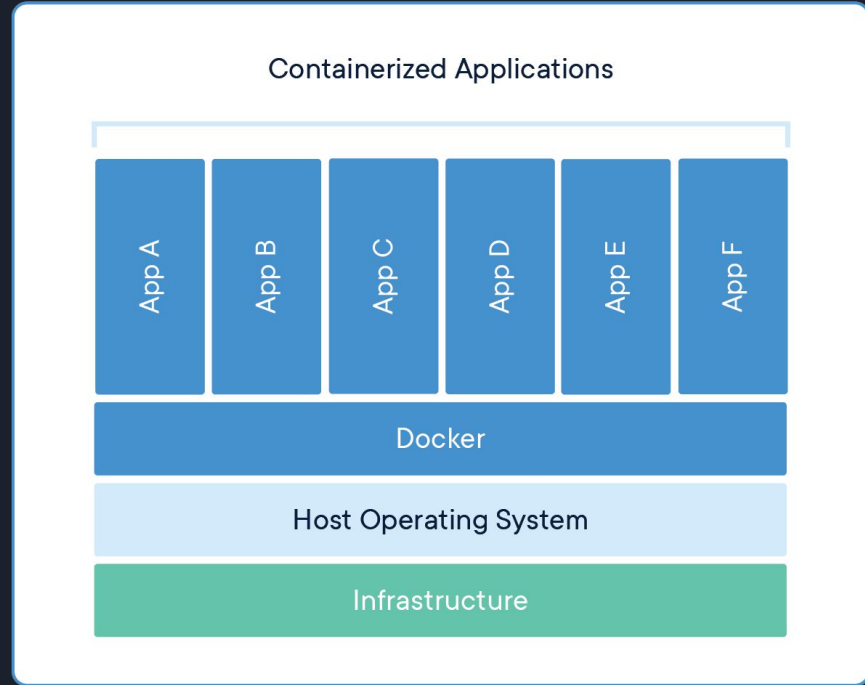 Containerized Applications
App A
App B
App C
App D
App E
App F
Docker
Host Operating System
Infrastructure